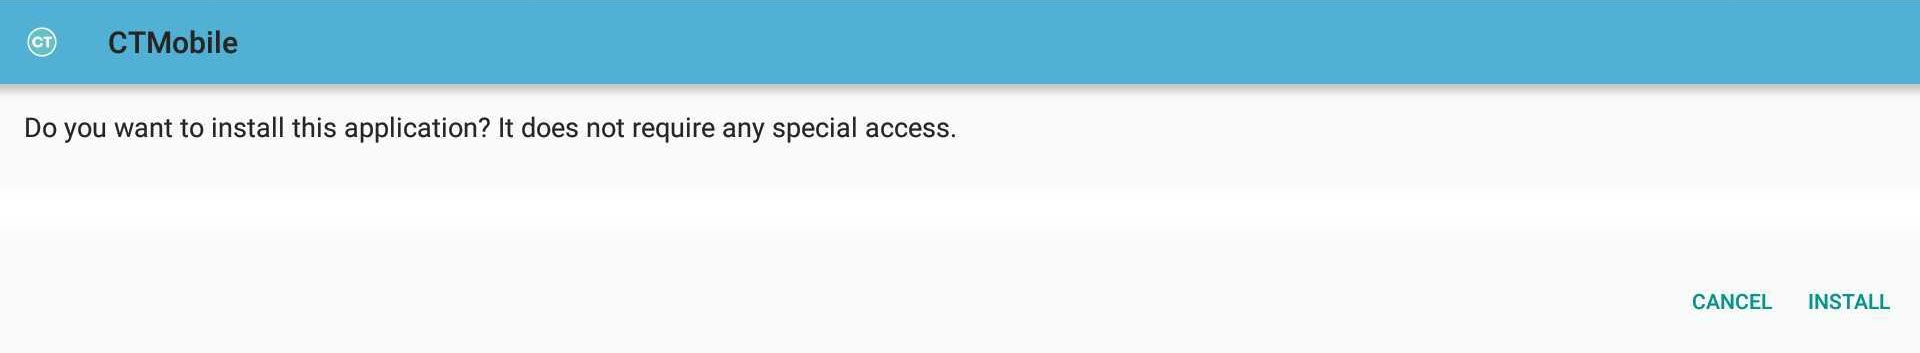 CT CTMobile
Do you want to install this application? It does not require any special access.
CANCEL INSTALL